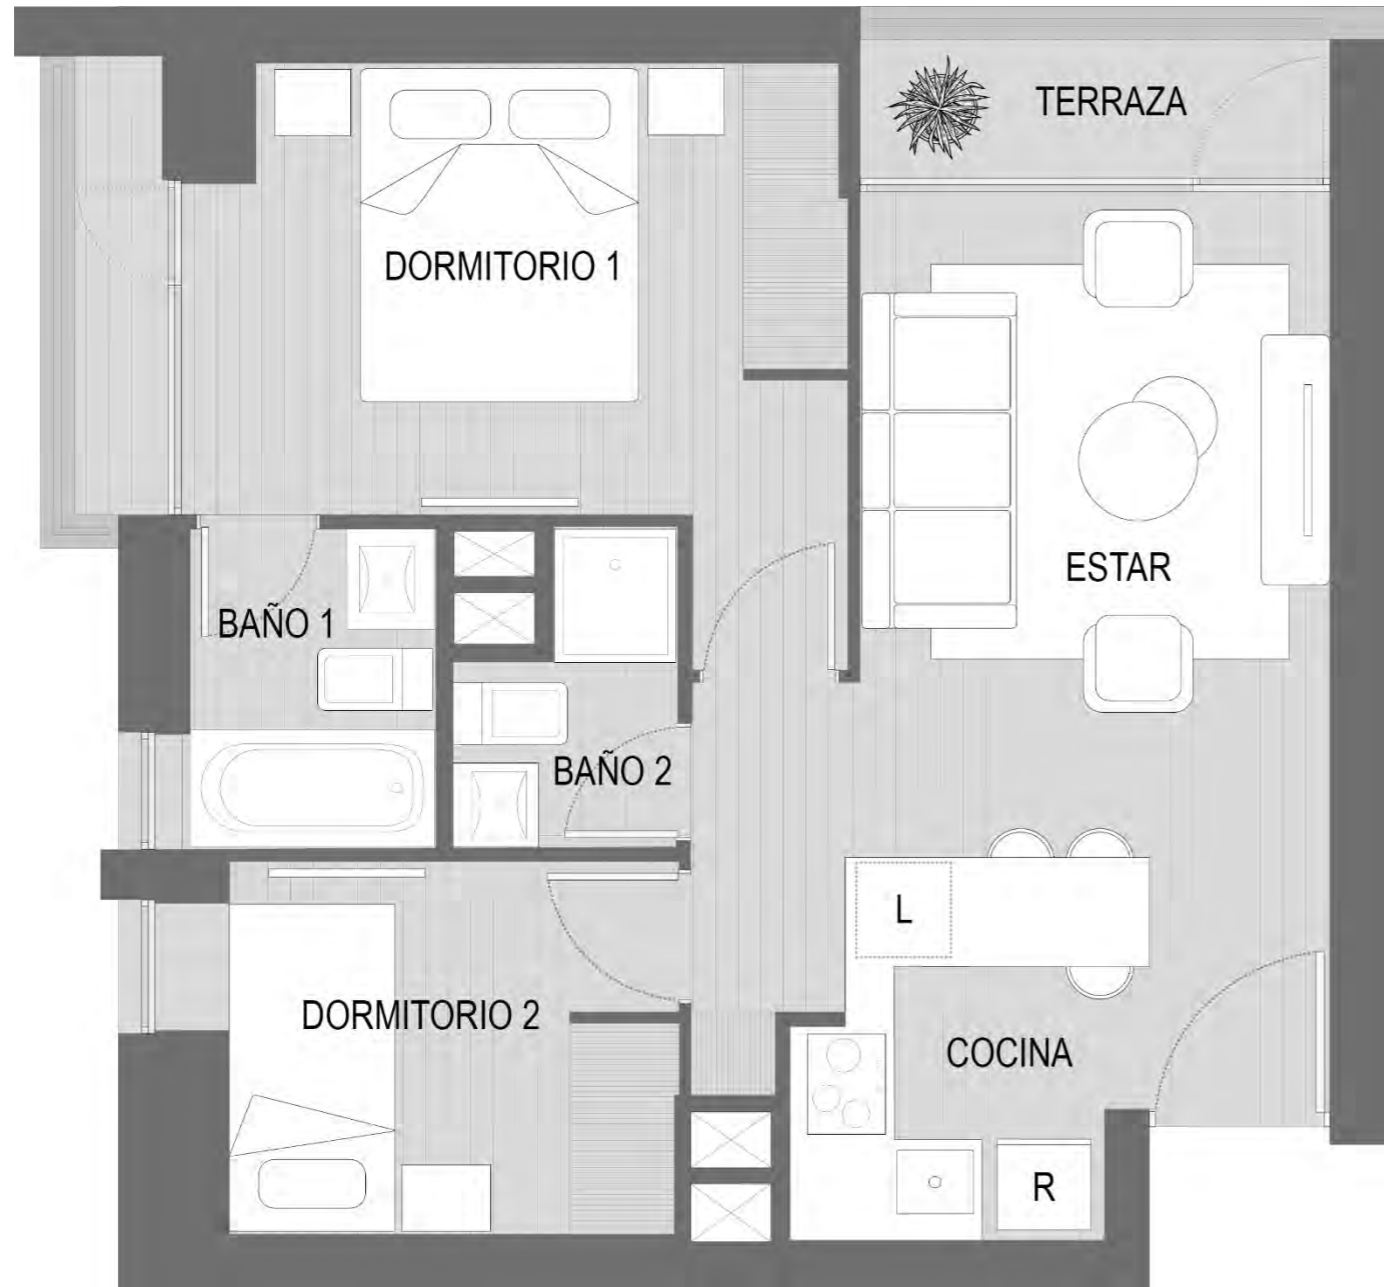 TERRAZA
DORMITORIO 1
ESTAR
BAÑO 1
BAÑO 2
L
DORMITORIO 2
COCINA
R